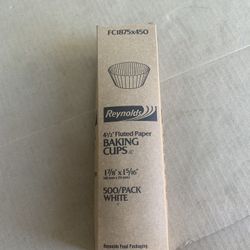 FC1875x450
Reynolds
4½" Fluted Paper
BAKING
CUPS
1⅞" x 1⁵⁄₁₆"
500/PACK
WHITE
Reynolds Food Packaging